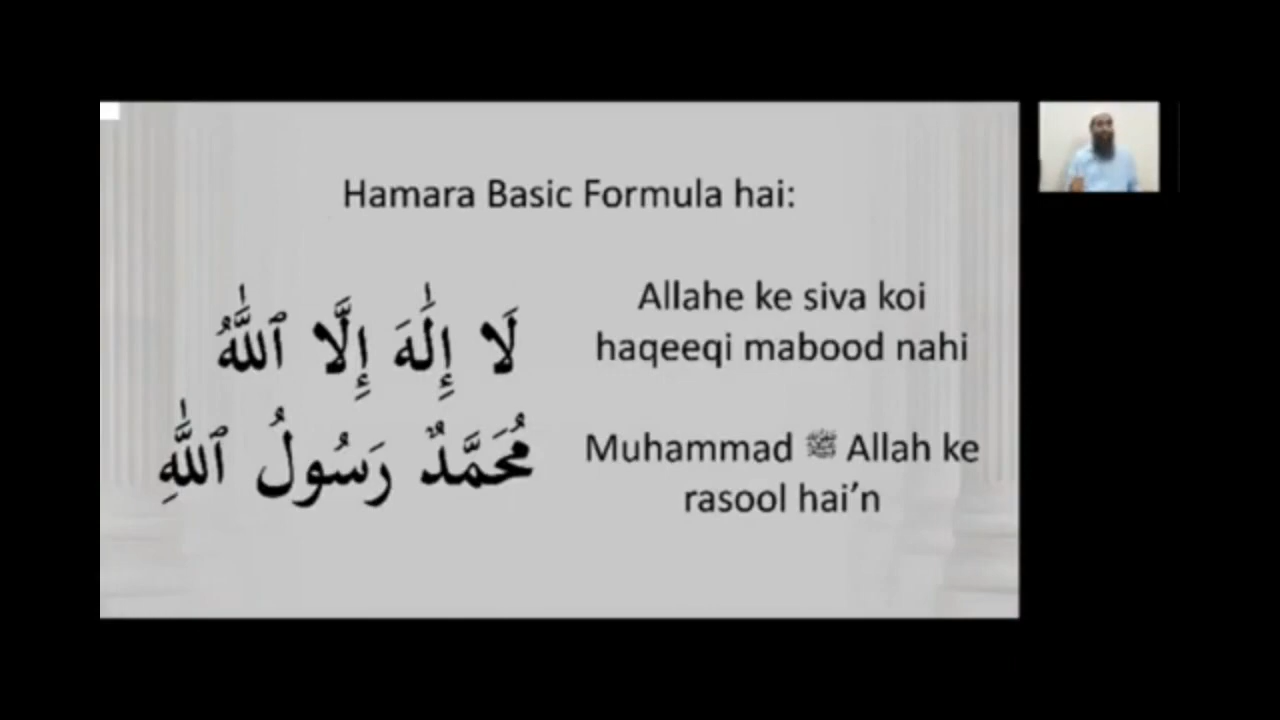 Hamara Basic Formula hai:
لَا إِلَٰهَ إِلَّا ٱللَّٰهُ
مُحَمَّدٌ رَسُولُ ٱللَّٰهِ
Allahe ke siva koi
haqeeqi mabood nahi
Muhammad ﷺ Allah ke
rasool hai’n